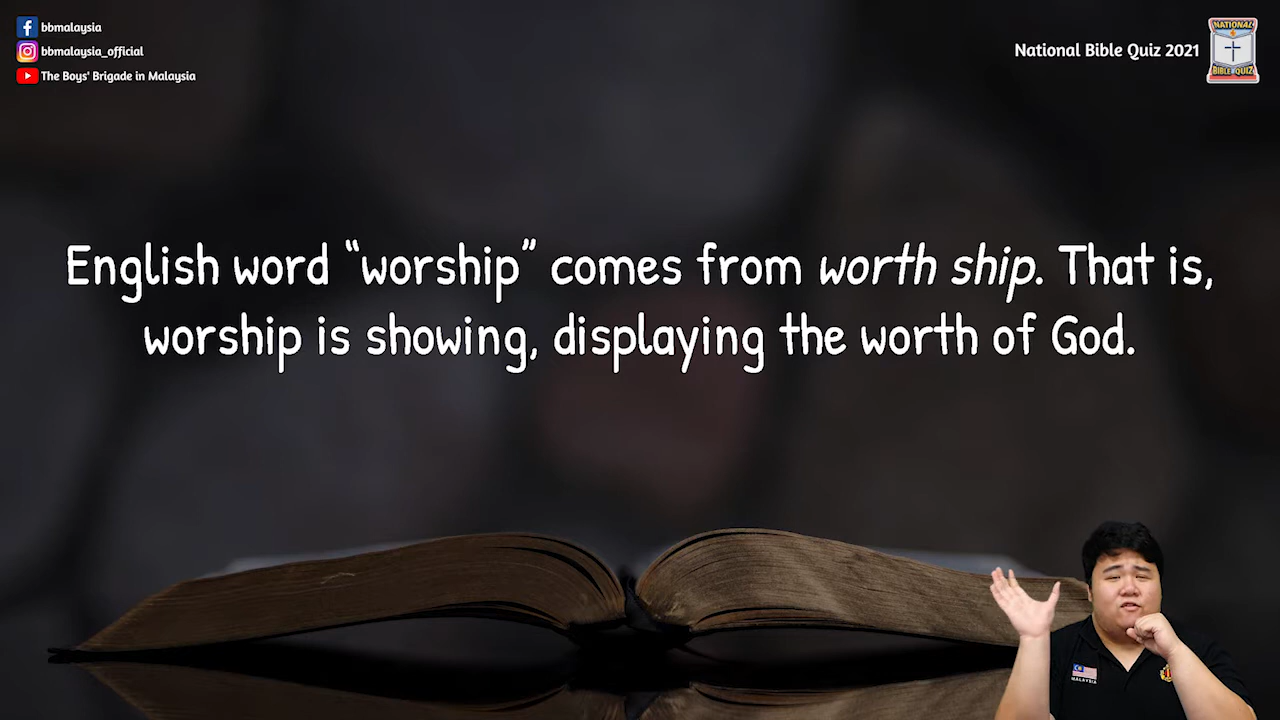 bbmalaysia
bbmalaysia_official
The Boys' Brigade in Malaysia
National Bible Quiz 2021
NATIONAL
BIBLE QUIZ
English word “worship” comes from worth ship. That is,
worship is showing, displaying the worth of God.
MALAYSIA